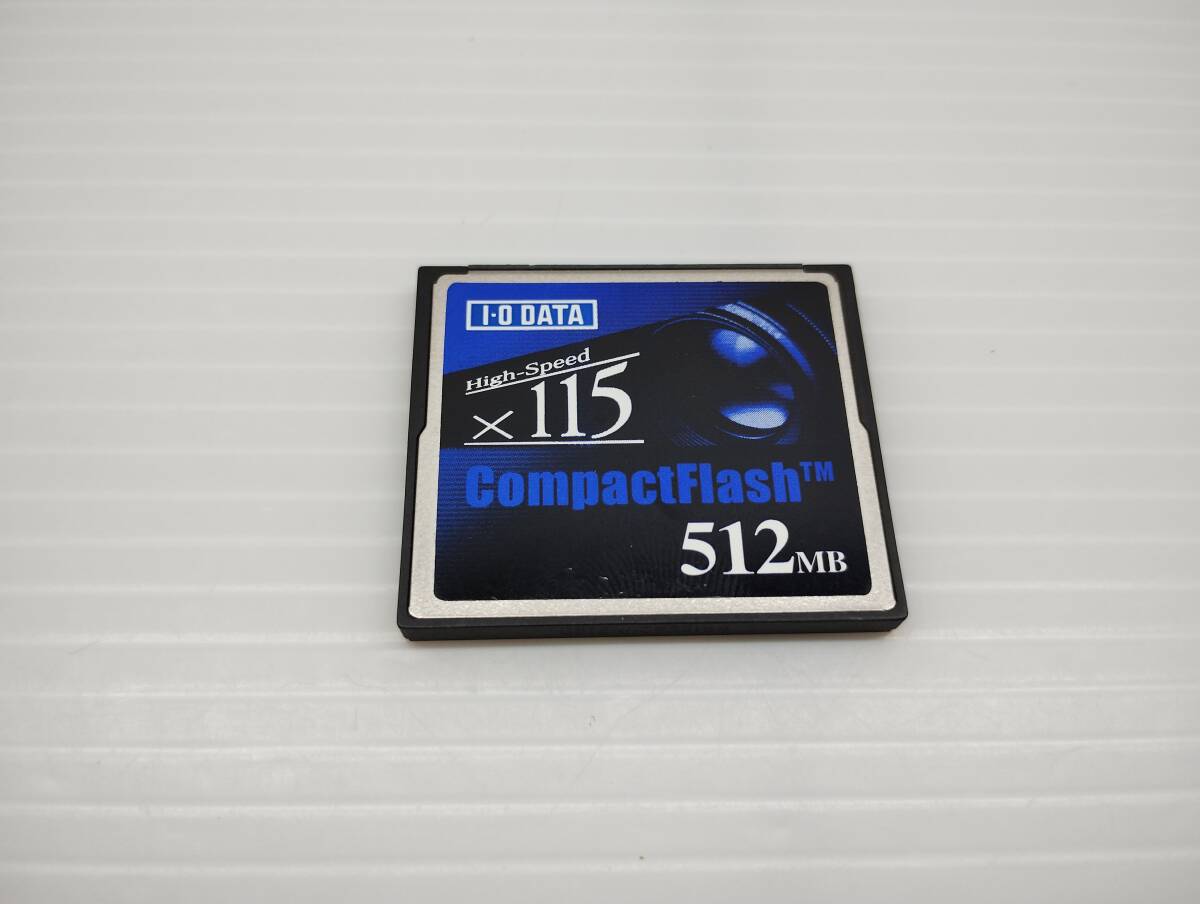 I·O DATA
High-Speed
×115
CompactFlash™
512MB